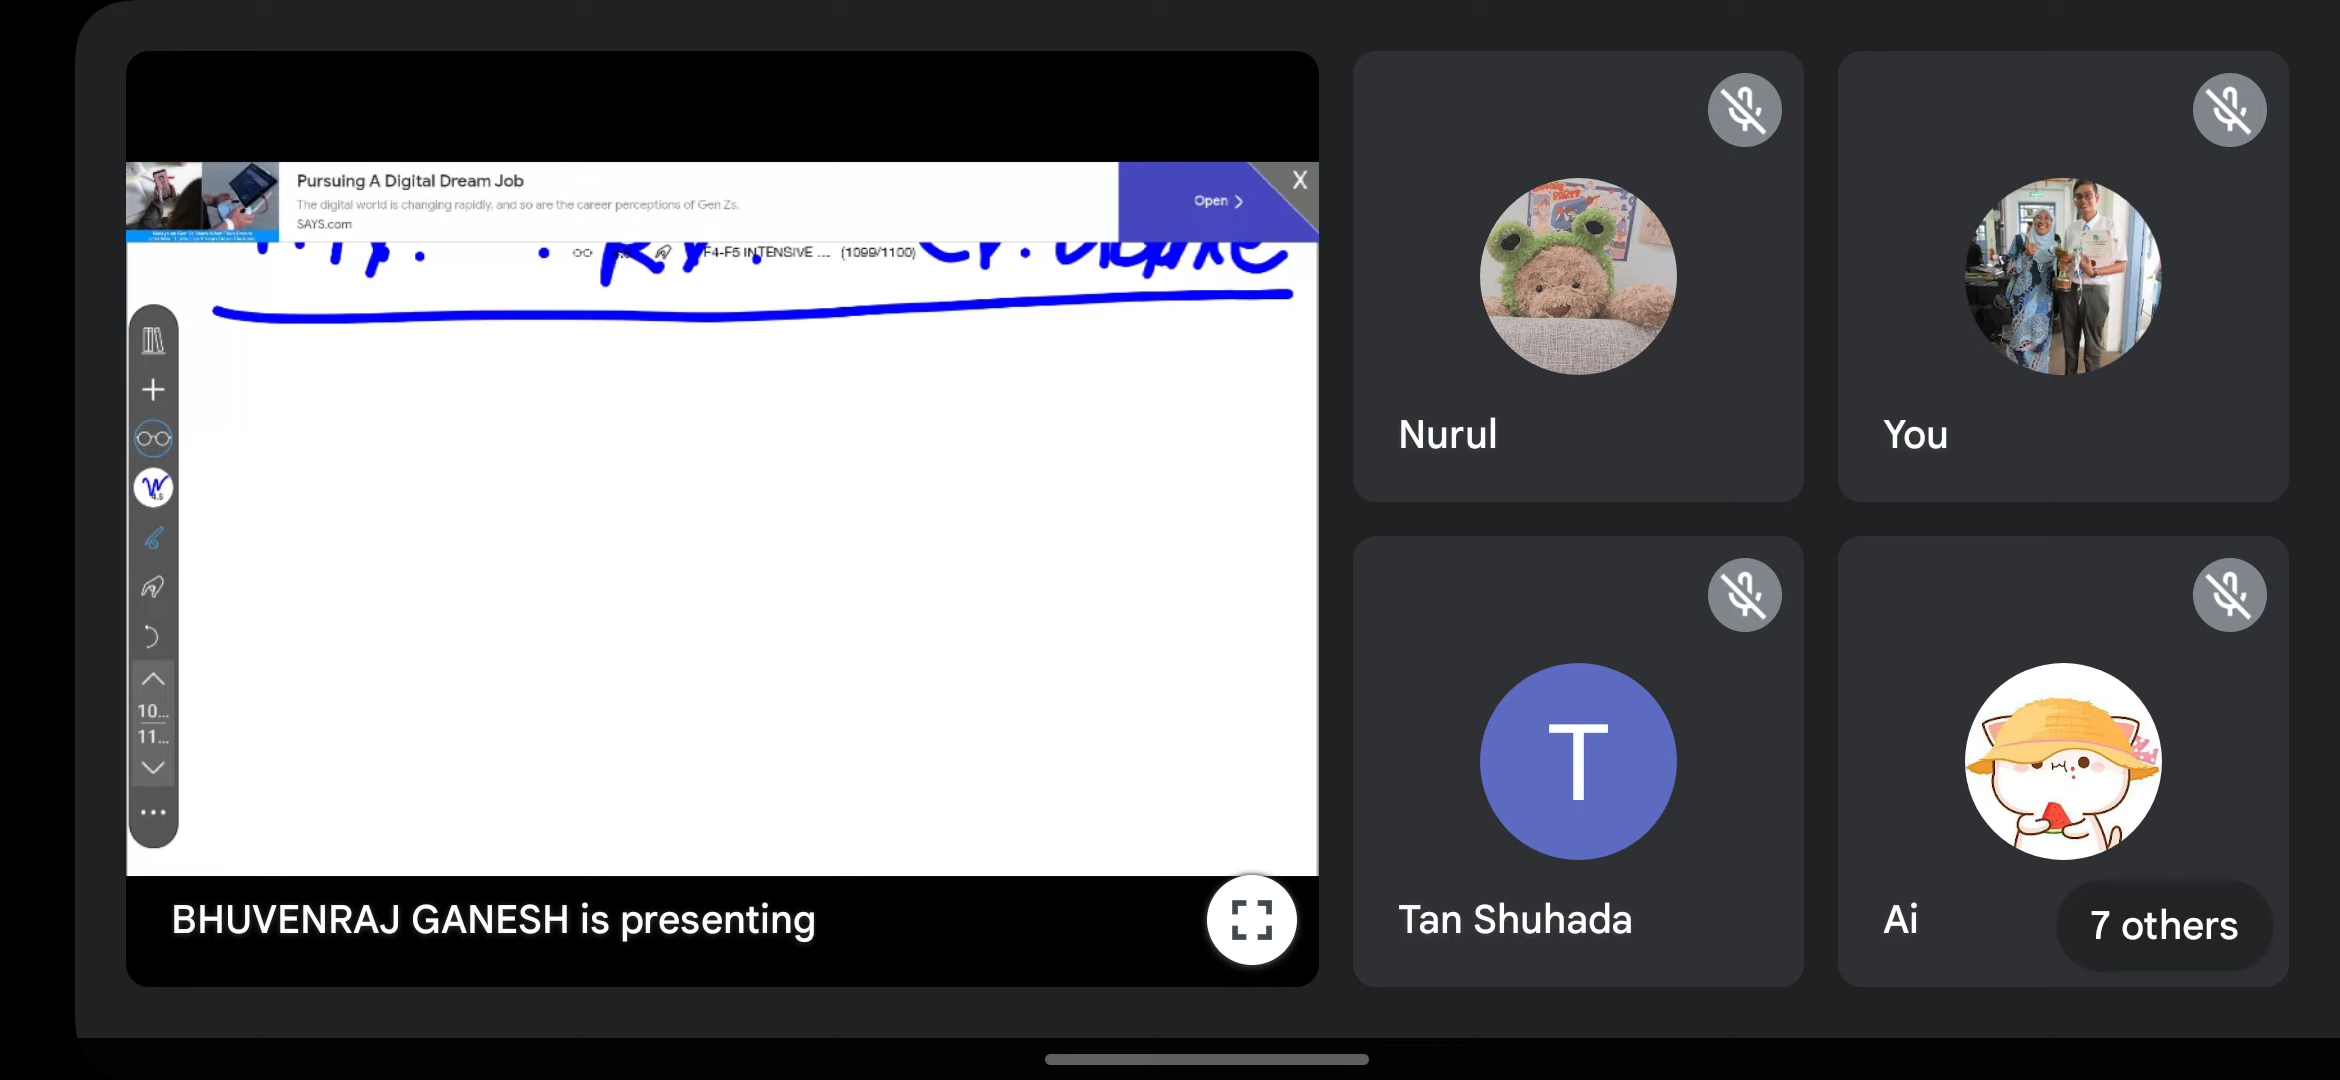 Pursuing A Digital Dream Job
The digital world is changing rapidly, and so are the career perceptions of Gen Zs.
SAYS.com
Open
X
F4-F5 INTENSIVE ... (1099/1100)
4.8
10...
11...
BHUVENRAJ GANESH is presenting
Nurul
You
T
Tan Shuhada
Ai
7 others